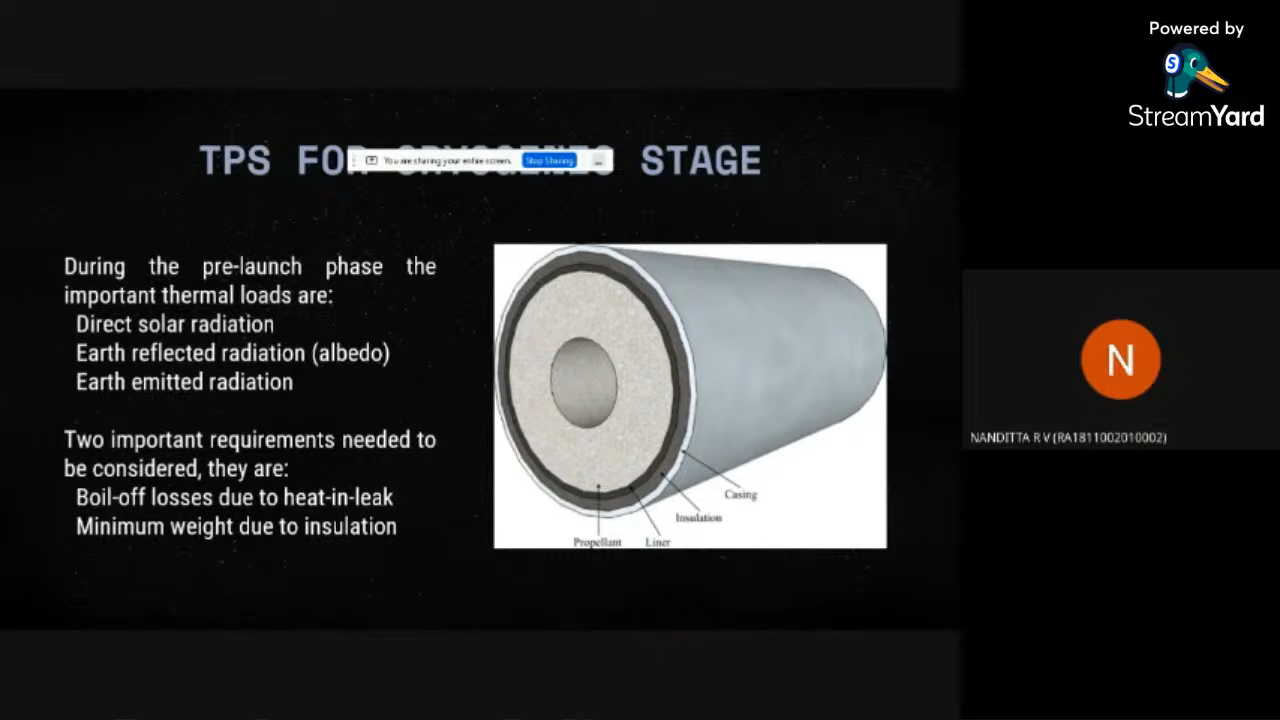 Powered by
StreamYard
TPS FOR CRYOGENIC STAGE
You are sharing your entire screen. Stop Sharing
During the pre-launch phase the
important thermal loads are:
Direct solar radiation
Earth reflected radiation (albedo)
Earth emitted radiation
Two important requirements needed to
be considered, they are:
Boil-off losses due to heat-in-leak
Minimum weight due to insulation
Casing
Insulation
Propellant Liner
N
NANDITTA R V (RA1811002010002)